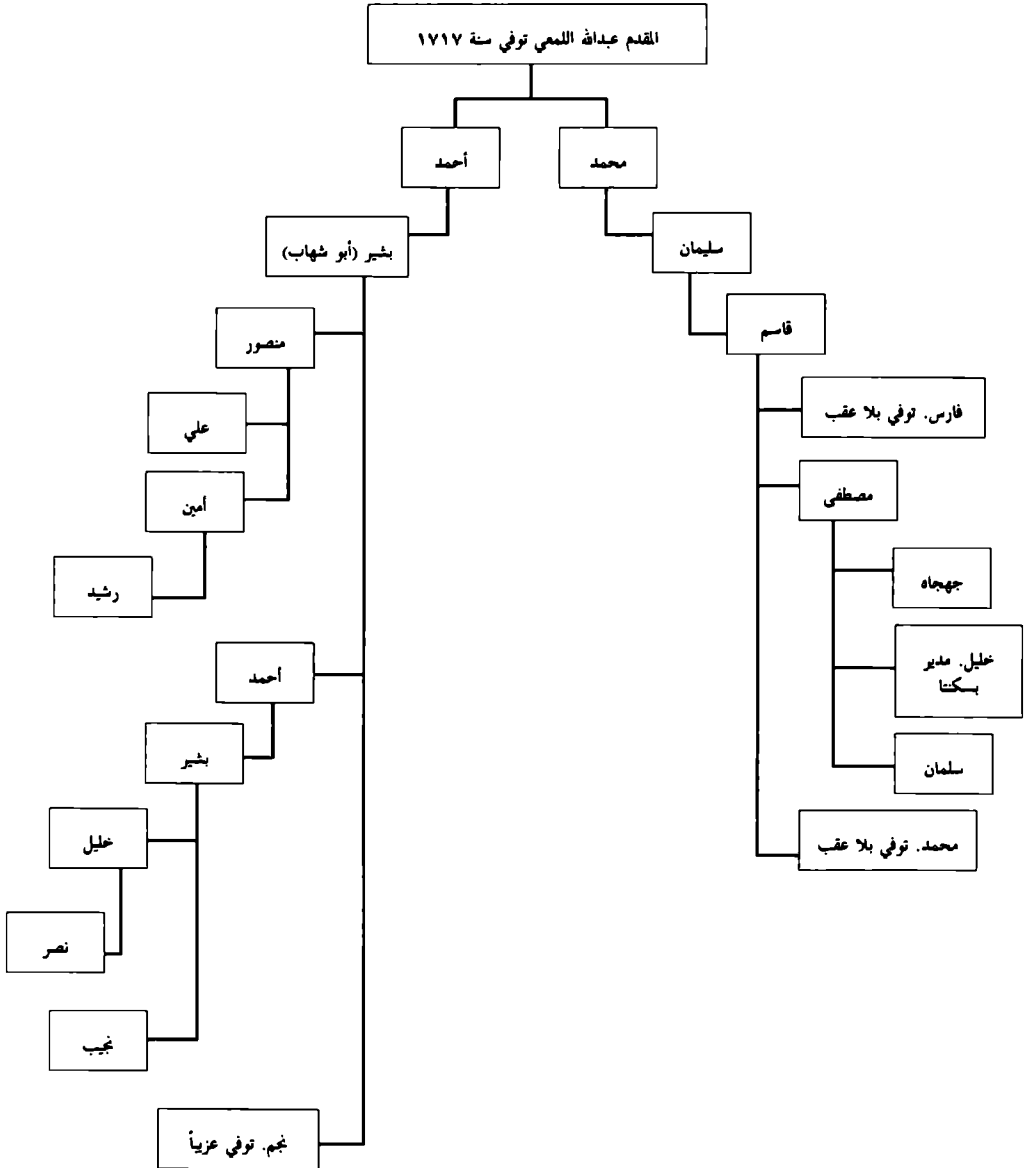 المقدم عبدالله اللمعي توفي سنة ١٧١٧
محمد
أحمد
سليمان
بشير (أبو شهاب)
قاسم
منصور
فارس. توفي بلا عقب
علي
مصطفى
أمين
جهجاه
رشيد
خليل. مدير
بسكنتا
أحمد
سلمان
بشير
محمد. توفي بلا عقب
خليل
نصر
نجيب
نجم. توفي عزيباً